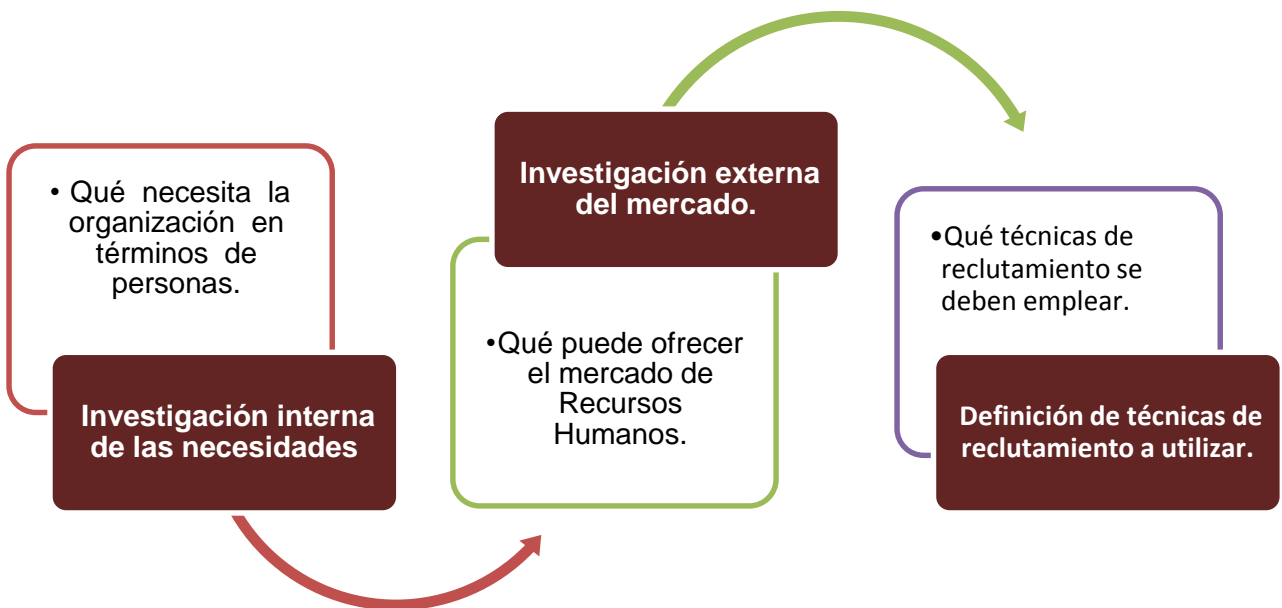 • Qué necesita la
organización en
términos de
personas.
Investigación interna
de las necesidades
Investigación externa
del mercado.
•Qué puede ofrecer
el mercado de
Recursos
Humanos.
•Qué técnicas de
reclutamiento se
deben emplear.
Definición de técnicas de
reclutamiento a utilizar.